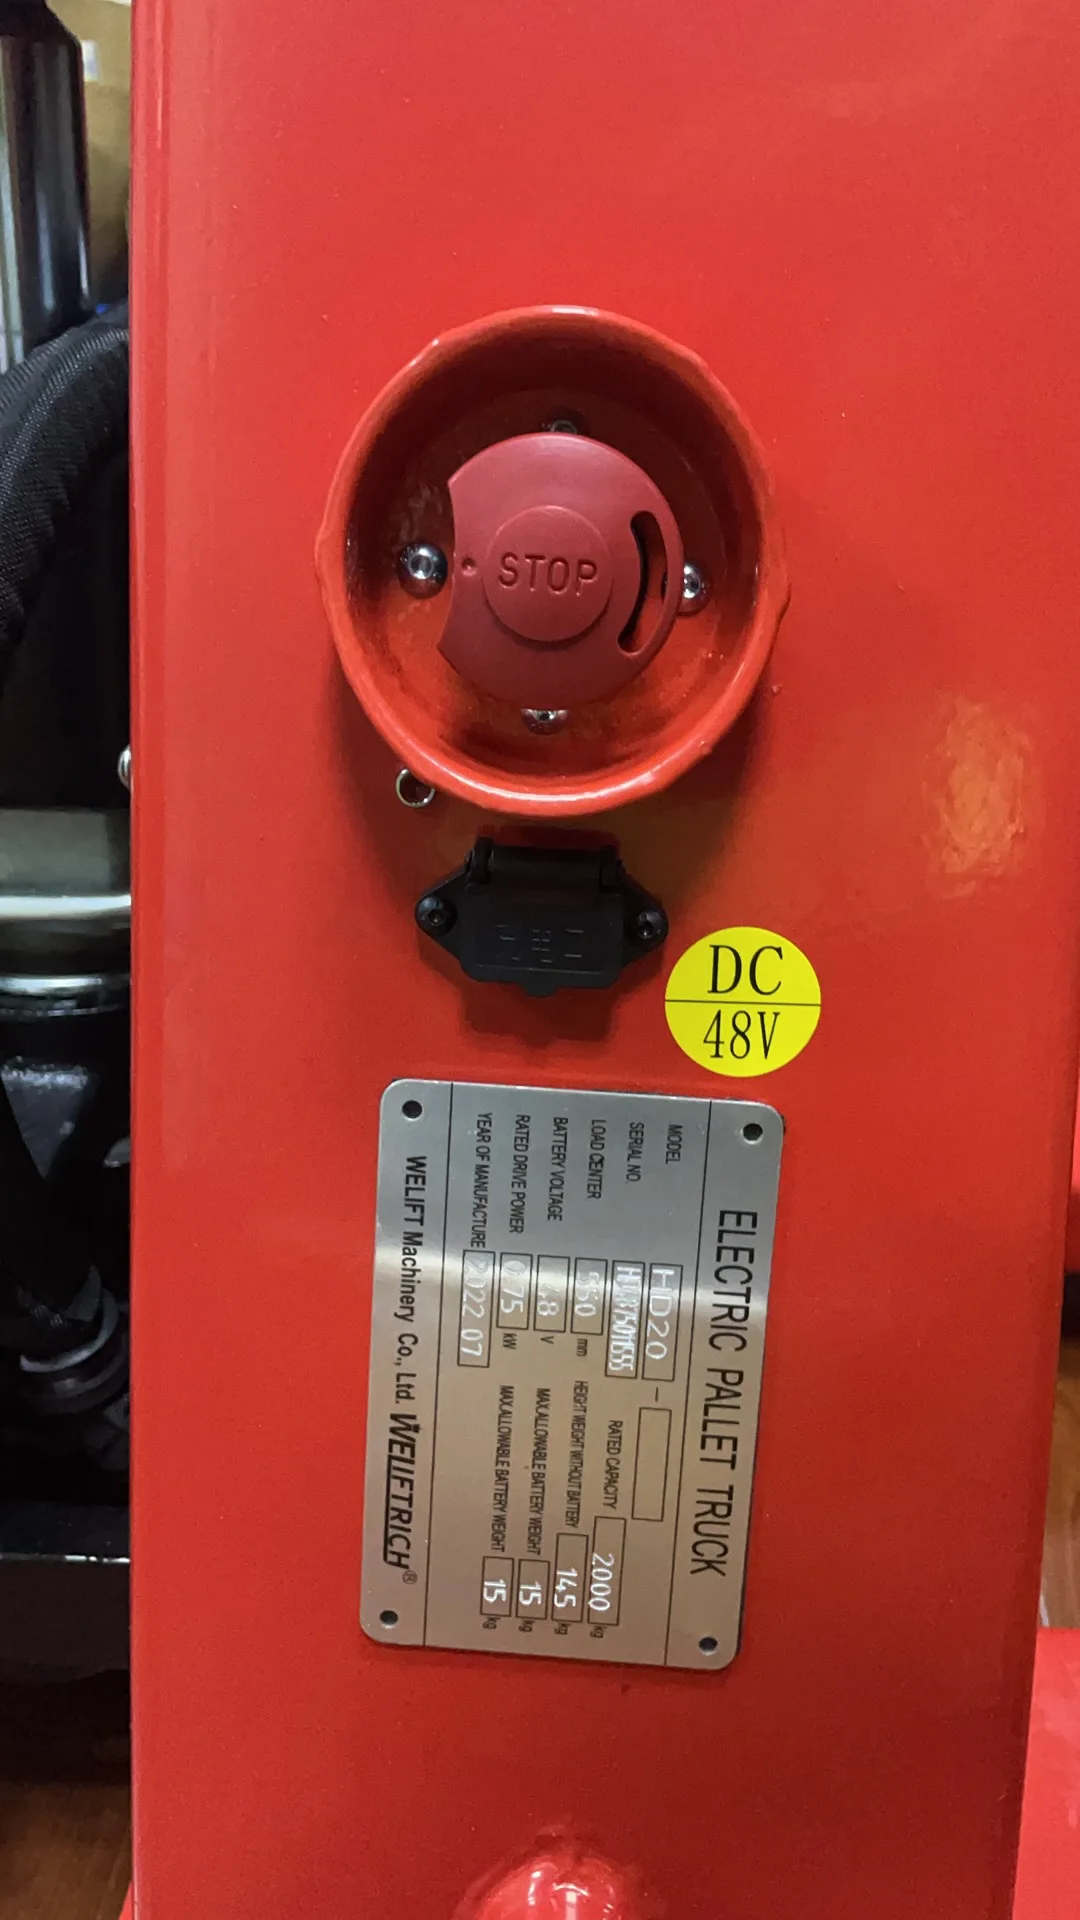 STOP
DC
48V
ELECTRIC PALLET TRUCK
MODEL HD20 -
SERIAL NO.
RATED CAPACITY 2000 kg
LOAD CENTER 550 mm
HEIGHT WEIGHT WITHOUT BATTERY 145 kg
BATTERY VOLTAGE 48 V
MAX.ALLOWABLE BATTERY WEIGHT 15 kg
RATED DRIVE POWER 0.75 kW
MAX.ALLOWABLE BATTERY WEIGHT 15 kg
YEAR OF MANUFACTURE 2022 07
WELIFT Machinery Co., Ltd. WELIFTRICH®